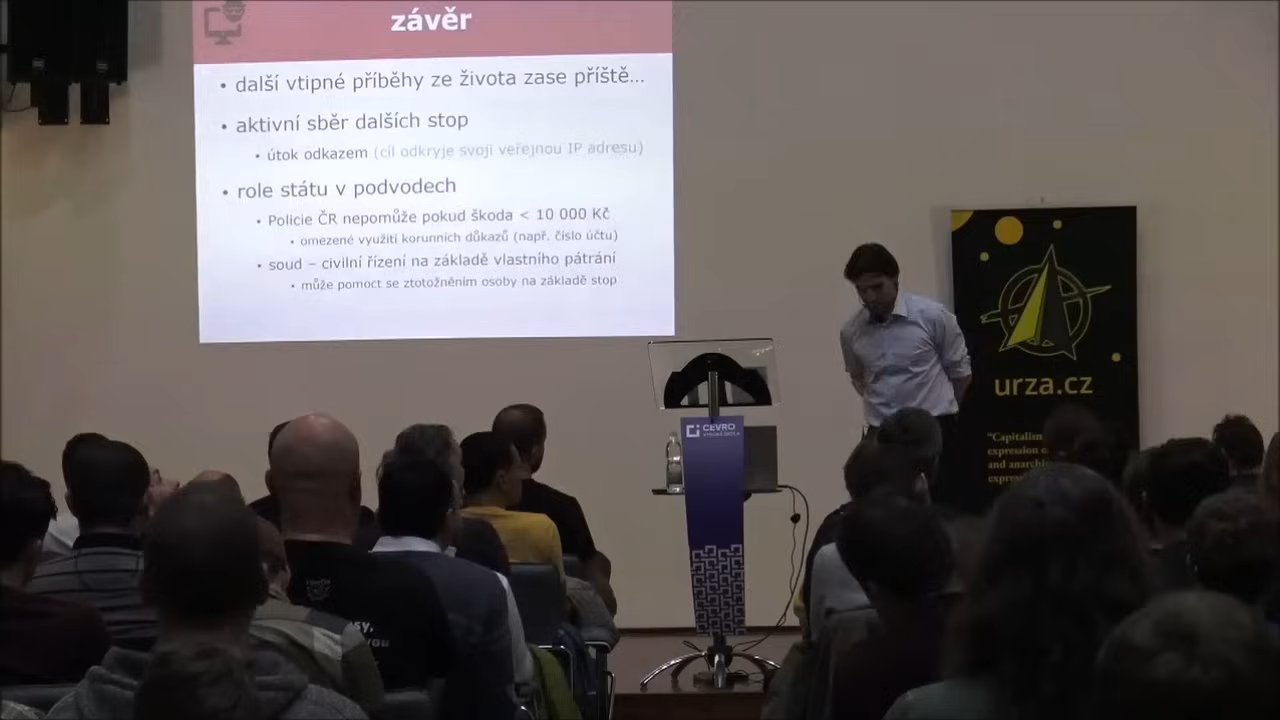 závěr
• další vtipné příběhy ze života zase příště...
• aktivní sběr dalších stop
• útok odkazem (cíl odkryje svoji veřejnou IP adresu)
• role státu v podvodech
• Policie ČR nepomůže pokud škoda < 10 000 Kč
• omezené využití korunních důkazů (např. číslo účtu)
• soud – civilní řízení na základě vlastního pátrání
• může pomoct se ztotožněním osoby na základě stop
CEVRO
VYSOKÁ ŠKOLA
urza.cz
"Capitalism
expression o
and anarchi
expre